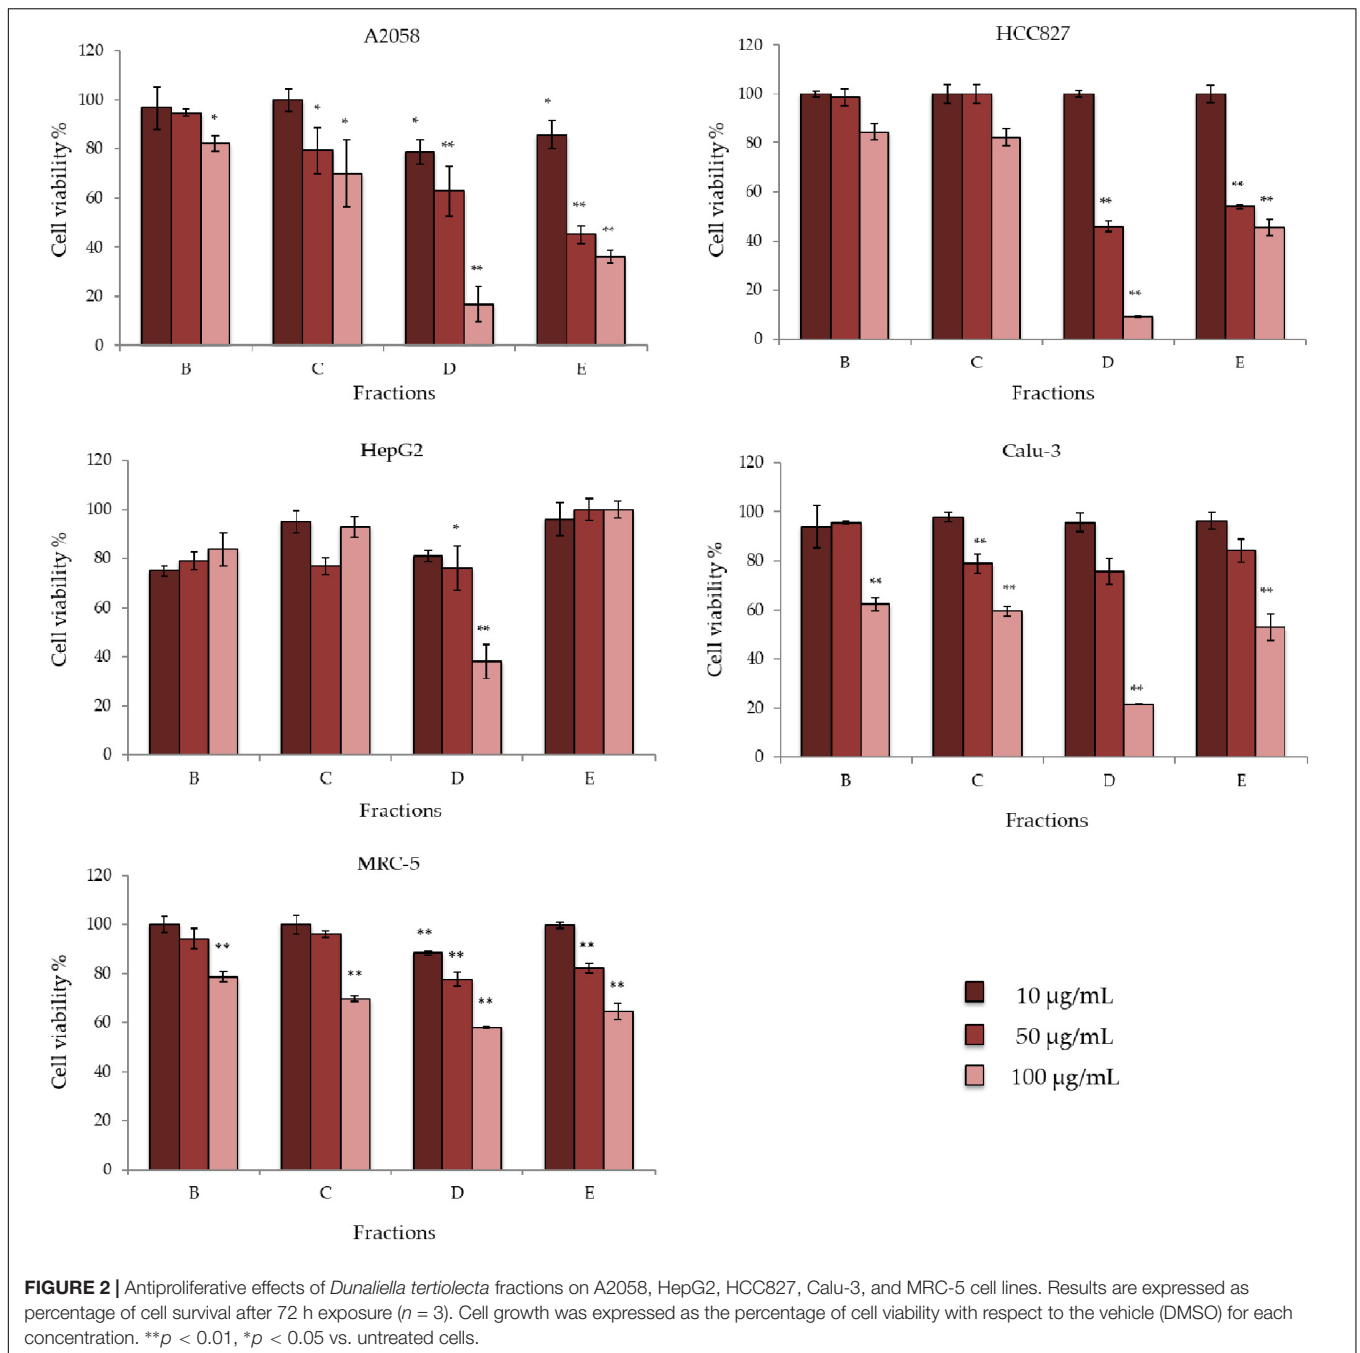 A2058
120
100
80
60
40
20
0
Cell viability %
* * * * ** ** * ** **
B C D E
Fractions
HCC827
120
100
80
60
40
20
0
Cell viability %
** ** ** **
B C D E
Fractions
HepG2
120
100
80
60
40
20
0
Cell viability %
* **
B C D E
Fractions
Calu-3
120
100
80
60
40
20
0
Cell viability %
** ** ** ** **
B C D E
Fractions
MRC-5
120
100
80
60
40
20
0
Cell viability %
** ** ** ** ** ** **
B C D E
Fractions
10 µg/mL
50 µg/mL
100 µg/mL
FIGURE 2 | Antiproliferative effects of Dunaliella tertiolecta fractions on A2058, HepG2, HCC827, Calu-3, and MRC-5 cell lines. Results are expressed as
percentage of cell survival after 72 h exposure (n = 3). Cell growth was expressed as the percentage of cell viability with respect to the vehicle (DMSO) for each
concentration. **p < 0.01, *p < 0.05 vs. untreated cells.